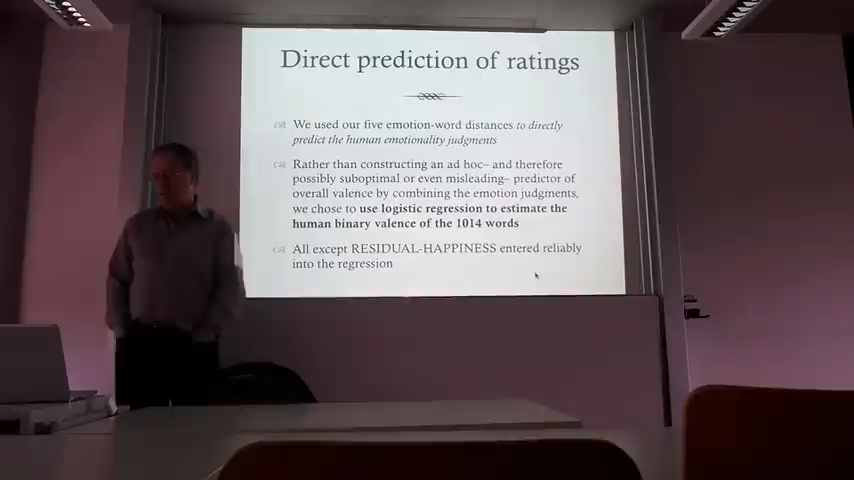 Direct prediction of ratings
We used our five emotion-word distances to directly
predict the human emotionality judgments
Rather than constructing an ad hoc– and therefore
possibly suboptimal or even misleading– predictor of
overall valence by combining the emotion judgments,
we chose to use logistic regression to estimate the
human binary valence of the 1014 words
All except RESIDUAL-HAPPINESS entered reliably
into the regression